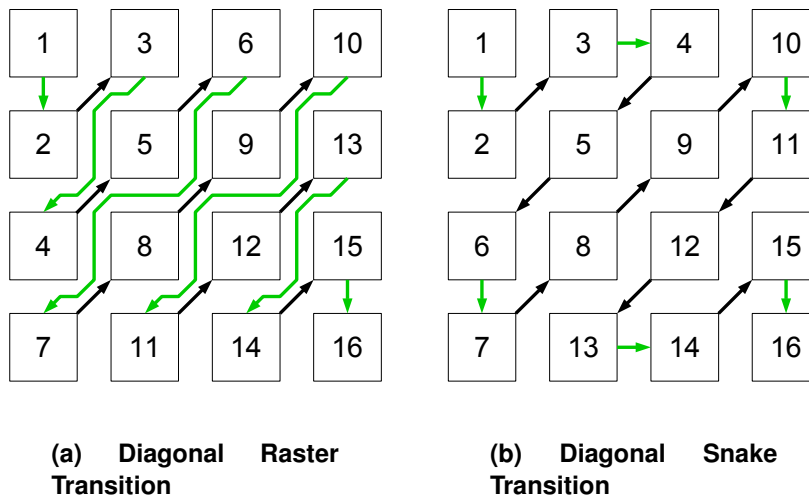 1 3 6 10
2 5 9 13
4 8 12 15
7 11 14 16
(a) Diagonal Raster
Transition
1 3 4 10
2 5 9 11
6 8 12 15
7 13 14 16
(b) Diagonal Snake
Transition